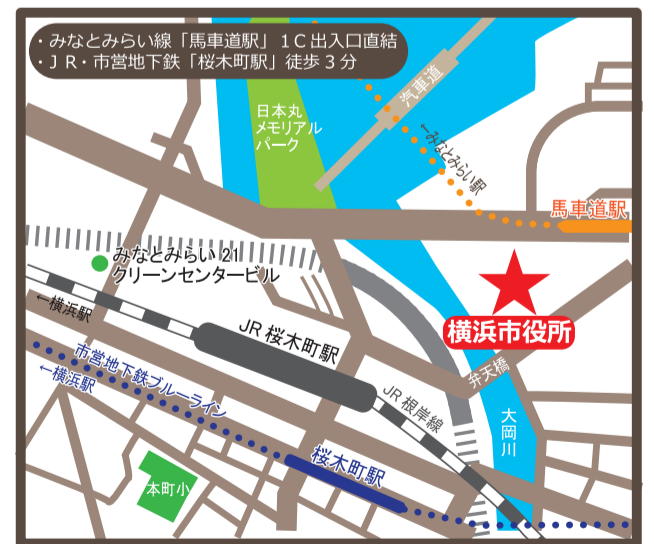 ・みなとみらい線「馬車道駅」1C出入口直結
・JR・市営地下鉄「桜木町駅」徒歩3分
汽車道
日本丸
メモリアル
パーク
←みなとみらい駅
馬車道駅
みなとみらい21
クリーンセンタービル
←横浜駅
JR桜木町駅
横浜市役所
弁天橋
市営地下鉄ブルーライン
←横浜駅
JR根岸線
大岡川
桜木町駅
本町小